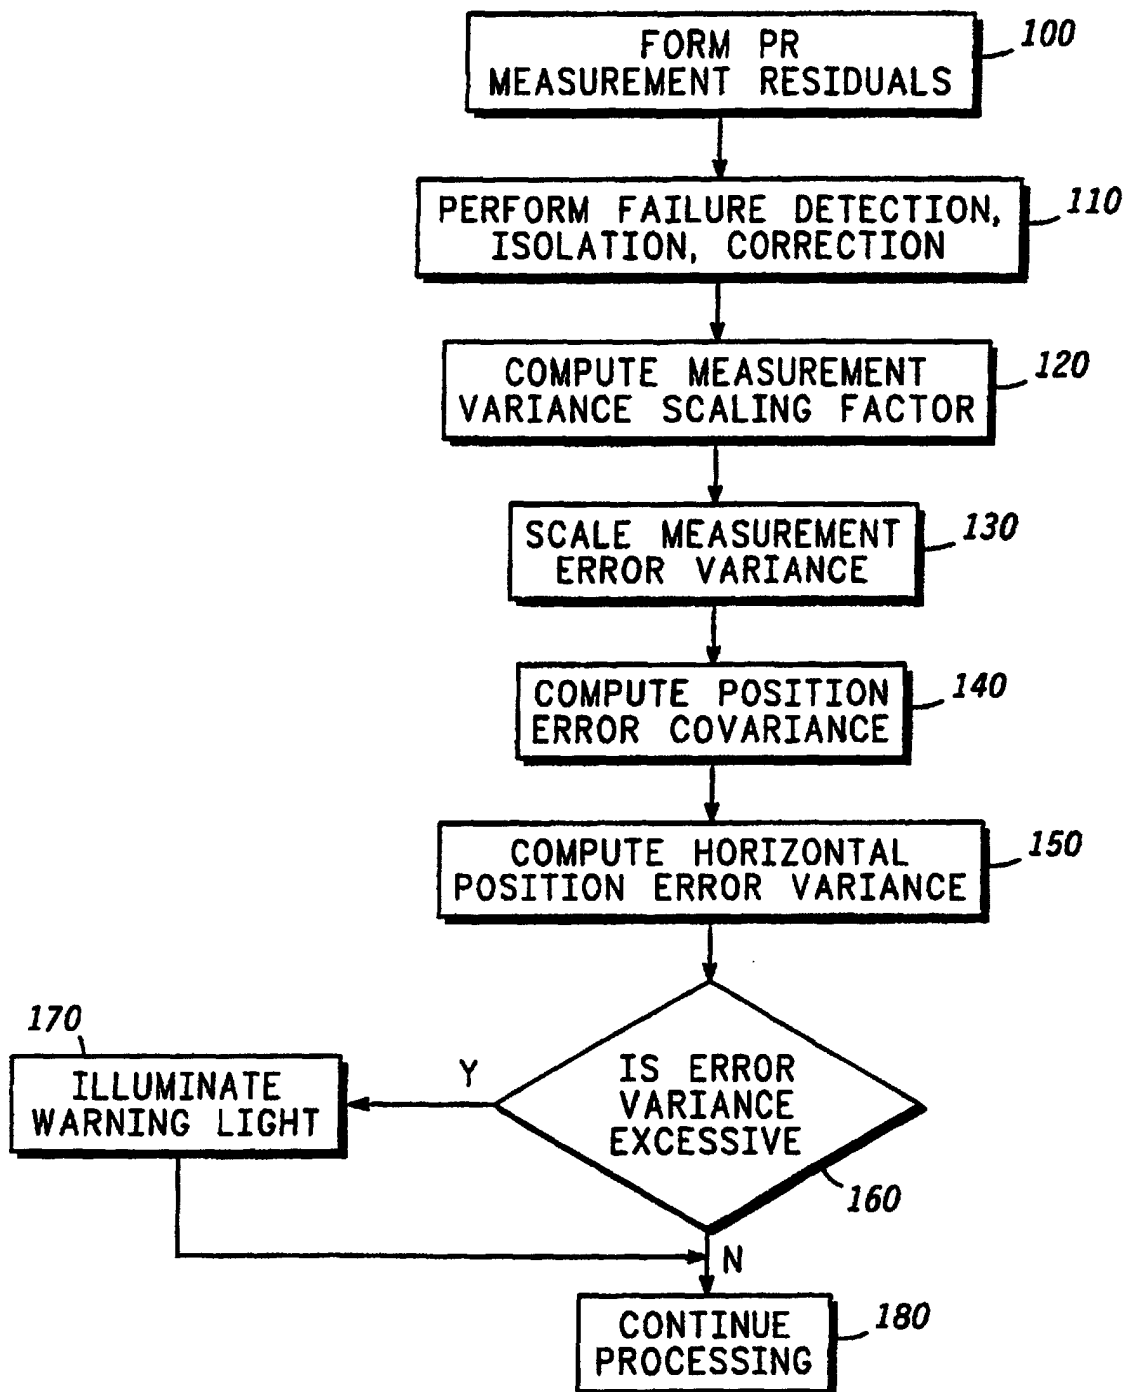 FORM PR
MEASUREMENT RESIDUALS
100
PERFORM FAILURE DETECTION,
ISOLATION, CORRECTION
110
COMPUTE MEASUREMENT
VARIANCE SCALING FACTOR
120
SCALE MEASUREMENT
ERROR VARIANCE
130
COMPUTE POSITION
ERROR COVARIANCE
140
COMPUTE HORIZONTAL
POSITION ERROR VARIANCE
150
IS ERROR
VARIANCE
EXCESSIVE
160
Y
170
ILLUMINATE
WARNING LIGHT
N
CONTINUE
PROCESSING
180